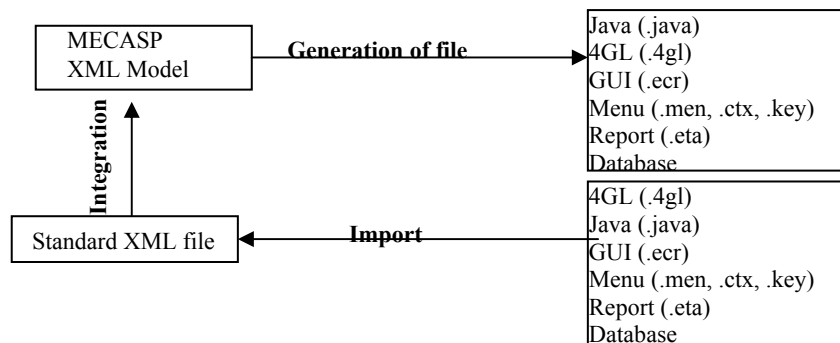 MECASP
XML Model
Generation of file
Java (.java)
4GL (.4gl)
GUI (.ecr)
Menu (.men, .ctx, .key)
Report (.eta)
Database
Integration
Standard XML file
Import
4GL (.4gl)
Java (.java)
GUI (.ecr)
Menu (.men, .ctx, .key)
Report (.eta)
Database